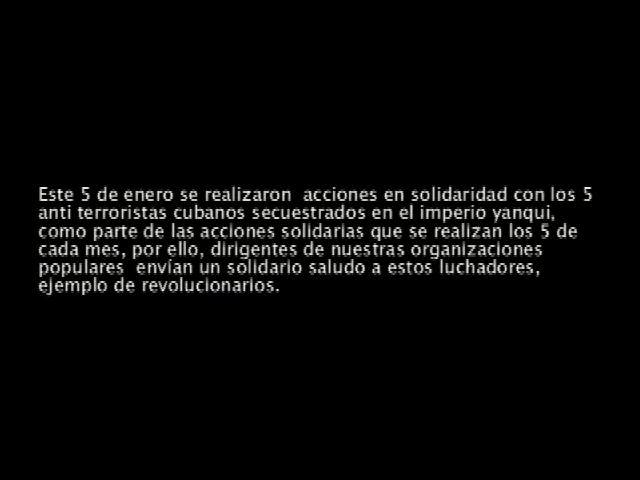 Este 5 de enero se realizaron  acciones en solidaridad con los 5
anti terroristas cubanos secuestrados en el imperio yanqui,
como parte de las acciones solidarias que se realizan los 5 de
cada mes, por ello, dirigentes de nuestras organizaciones
populares  envían un solidario saludo a estos luchadores,
ejemplo de revolucionarios.